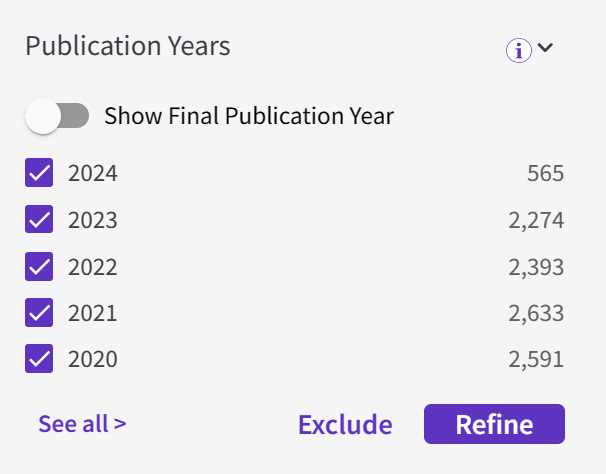 Publication Years
Show Final Publication Year
2024 565
2023 2,274
2022 2,393
2021 2,633
2020 2,591
See all > Exclude Refine